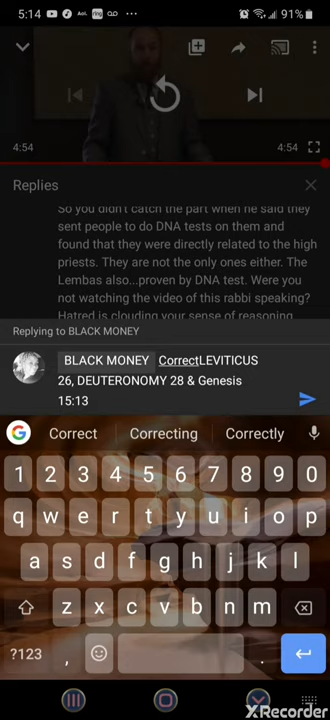 5:14 Aol. ring 91%
4:54 4:54
Replies
So you didn't catch the part when he said they
sent people to do DNA tests on them and
found that they were directly related to the high
priests. They are not the only ones either. The
Lembas also...proven by DNA test. Were you
not watching the video of this rabbi speaking?
Hatred is clouding your sense of reasoning
Replying to BLACK MONEY
BLACK MONEY CorrectLEVITICUS
26, DEUTERONOMY 28 & Genesis
15:13
G Correct Correcting Correctly
1 2 3 4 5 6 7 8 9 0
q w e r t y u i o p
a s d f g h j k l
z x c v b n m
?123 , .
XRecorder